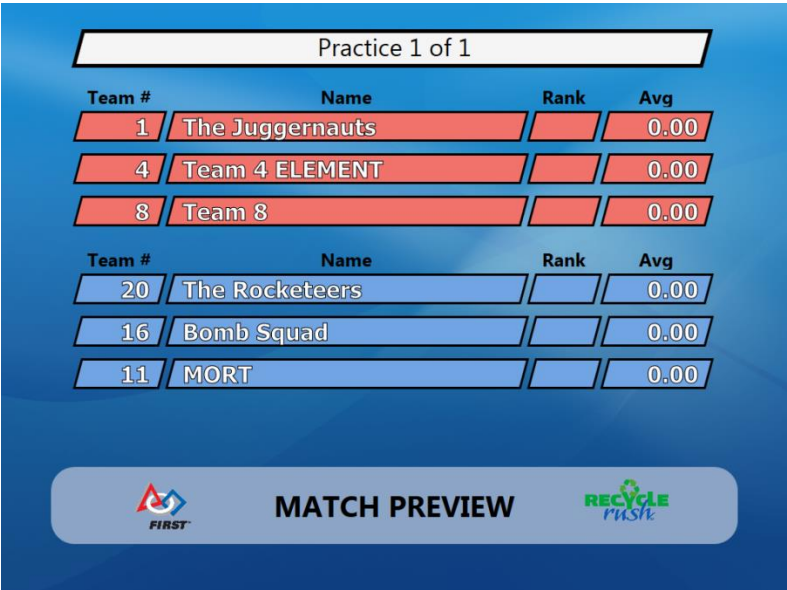 Practice 1 of 1
Team # Name Rank Avg
1 The Juggernauts 0.00
4 Team 4 ELEMENT 0.00
8 Team 8 0.00
Team # Name Rank Avg
20 The Rocketeers 0.00
16 Bomb Squad 0.00
11 MORT 0.00
FIRST MATCH PREVIEW RECYCLE
rush